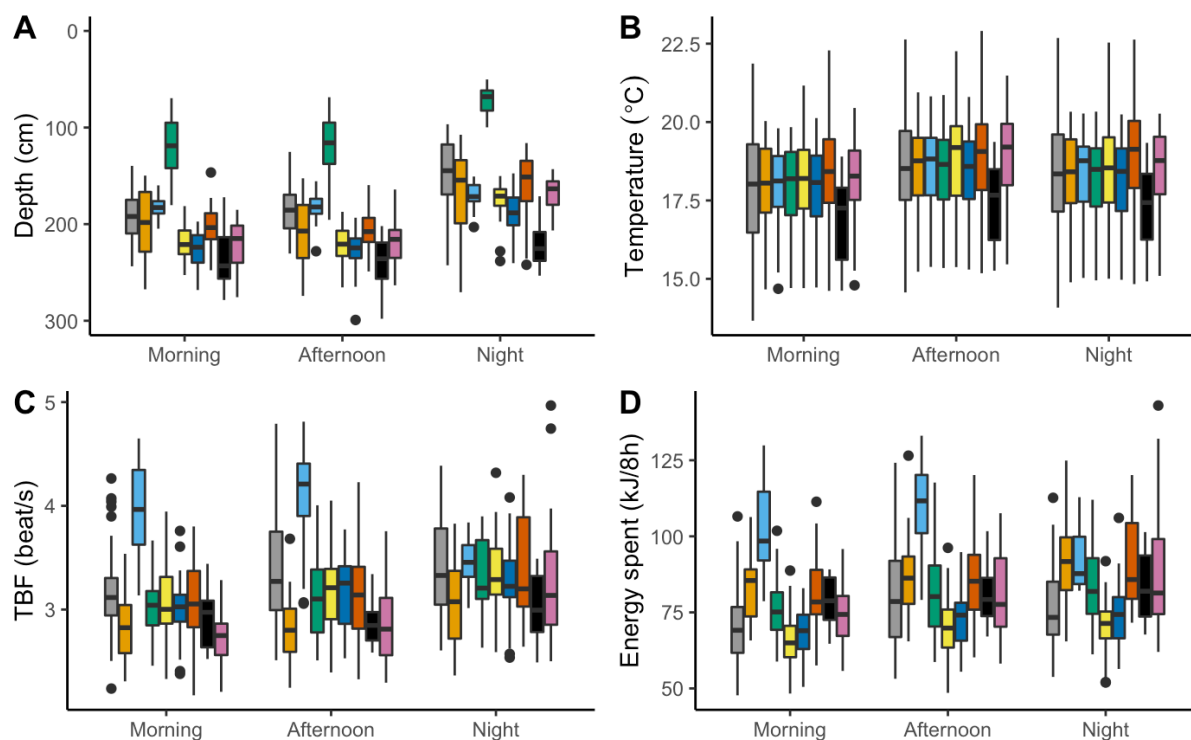 A
Depth (cm)
0
100
200
300
Morning Afternoon Night
B
Temperature (°C)
22.5
20.0
17.5
15.0
Morning Afternoon Night
C
TBF (beat/s)
5
4
3
Morning Afternoon Night
D
Energy spent (kJ/8h)
125
100
75
50
Morning Afternoon Night